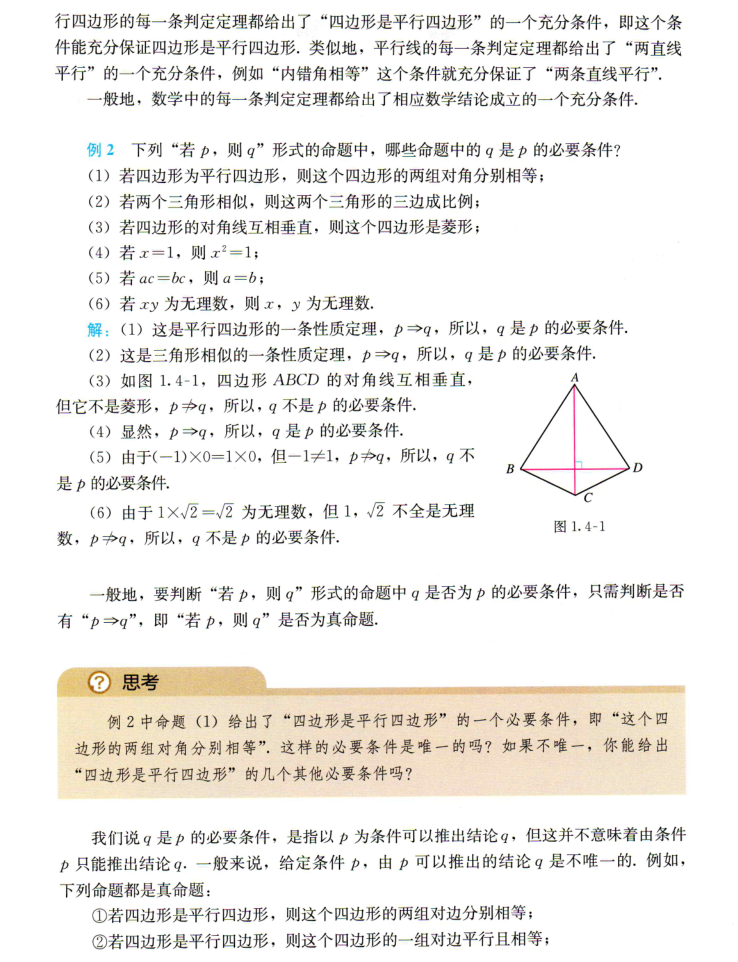 行四边形的每一条判定定理都给出了“四边形是平行四边形”的一个充分条件，即这个条
件能充分保证四边形是平行四边形. 类似地，平行线的每一条判定定理都给出了“两直线
平行”的一个充分条件，例如“内错角相等”这个条件就充分保证了“两条直线平行”.
一般地，数学中的每一条判定定理都给出了相应数学结论成立的一个充分条件.
例 2 下列“若 p，则 q”形式的命题中，哪些命题中的 q 是 p 的必要条件?
（1）若四边形为平行四边形，则这个四边形的两组对角分别相等；
（2）若两个三角形相似，则这两个三角形的三边成比例；
（3）若四边形的对角线互相垂直，则这个四边形是菱形；
（4）若 x=1，则 x²=1；
（5）若 ac=bc，则 a=b；
（6）若 xy 为无理数，则 x，y 为无理数.
解：（1）这是平行四边形的一条性质定理，p⇒q，所以，q 是 p 的必要条件.
（2）这是三角形相似的一条性质定理，p⇒q，所以，q 是 p 的必要条件.
（3）如图 1.4-1，四边形 ABCD 的对角线互相垂直，
但它不是菱形，p⇏q，所以，q 不是 p 的必要条件.
（4）显然，p⇒q，所以，q 是 p 的必要条件.
（5）由于(−1)×0=1×0，但−1≠1，p⇏q，所以，q 不
是 p 的必要条件.
（6）由于 1×√2=√2 为无理数，但 1，√2 不全是无理
数，p⇏q，所以，q 不是 p 的必要条件.
A
B
D
C
图 1.4-1
一般地，要判断“若 p，则 q”形式的命题中 q 是否为 p 的必要条件，只需判断是否
有“p⇒q”，即“若 p，则 q”是否为真命题.
? 思考
例 2 中命题（1）给出了“四边形是平行四边形”的一个必要条件，即“这个四
边形的两组对角分别相等”. 这样的必要条件是唯一的吗? 如果不唯一，你能给出
“四边形是平行四边形”的几个其他必要条件吗?
我们说 q 是 p 的必要条件，是指以 p 为条件可以推出结论 q，但这并不意味着由条件
p 只能推出结论 q. 一般来说，给定条件 p，由 p 可以推出的结论 q 是不唯一的. 例如，
下列命题都是真命题：
①若四边形是平行四边形，则这个四边形的两组对边分别相等；
②若四边形是平行四边形，则这个四边形的一组对边平行且相等；